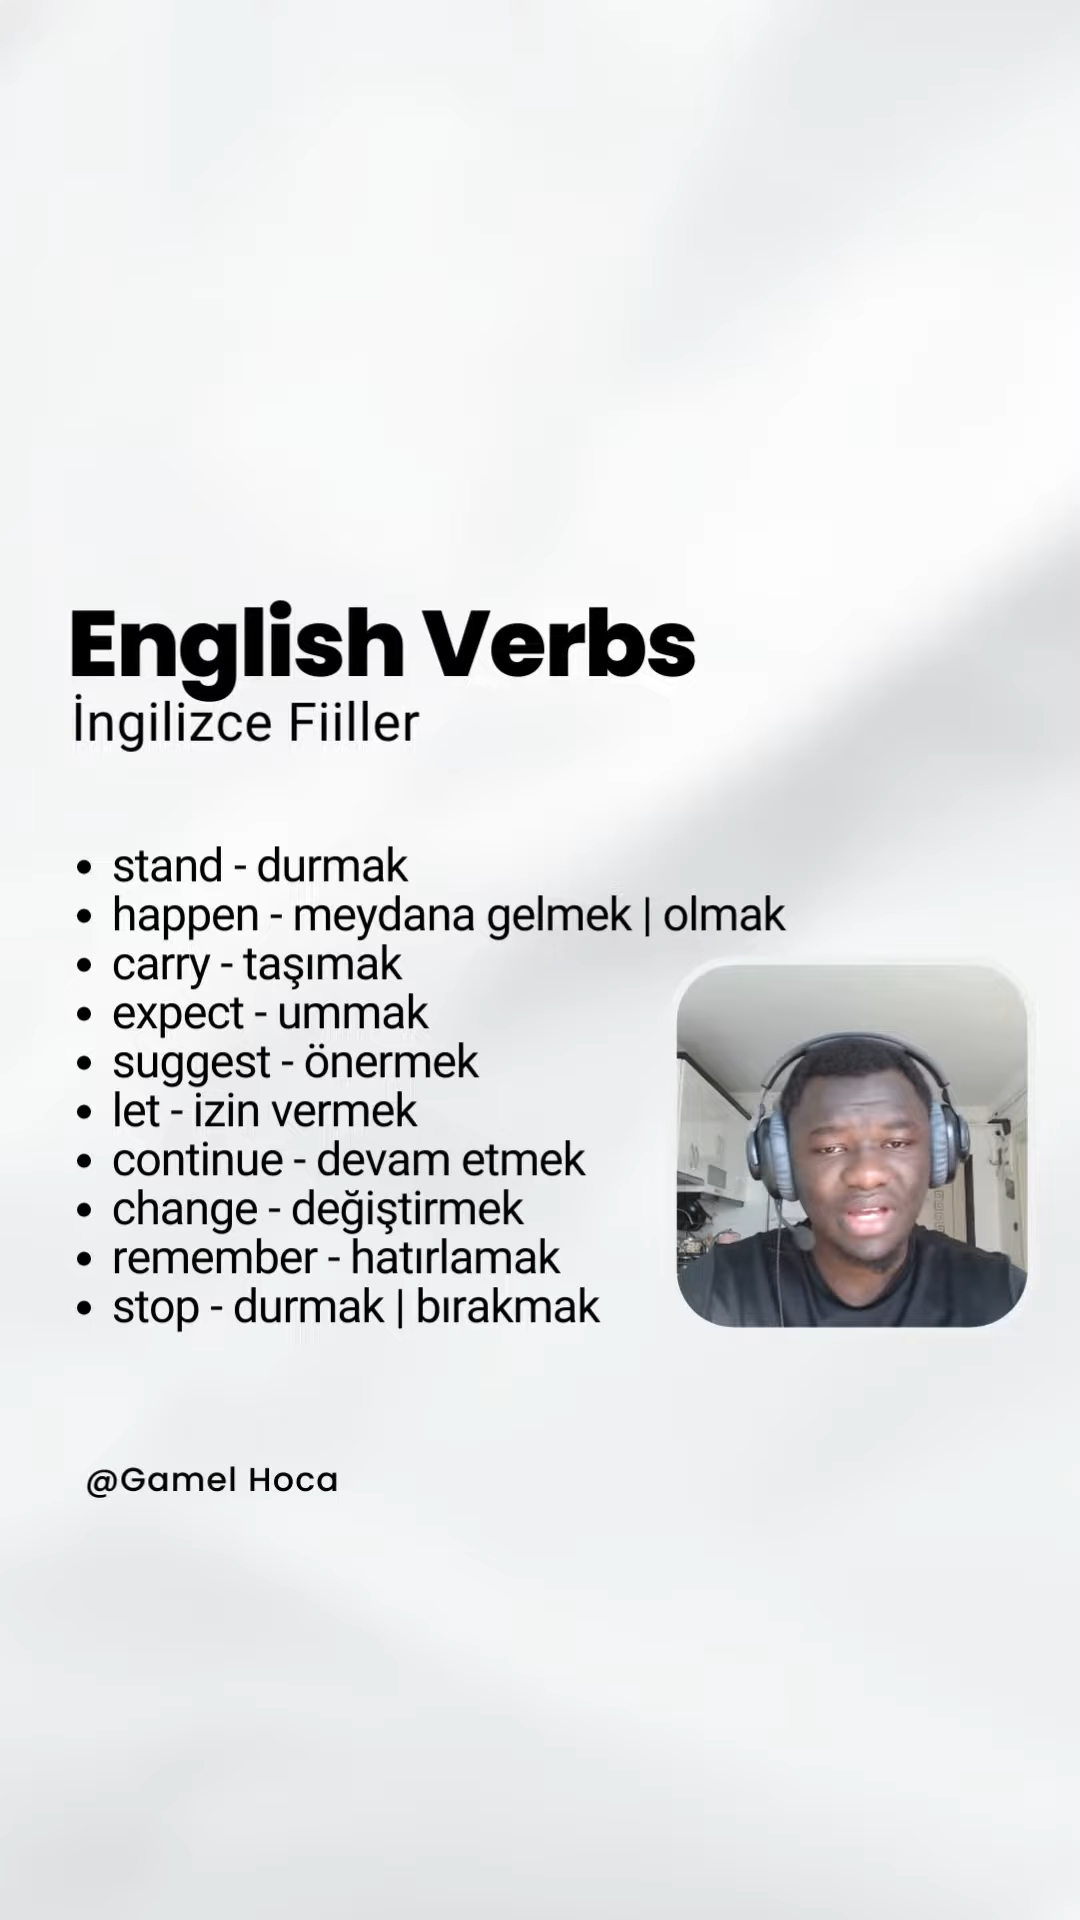 English Verbs
İngilizce Fiiller
• stand - durmak
• happen - meydana gelmek | olmak
• carry - taşımak
• expect - ummak
• suggest - önermek
• let - izin vermek
• continue - devam etmek
• change - değiştirmek
• remember - hatırlamak
• stop - durmak | bırakmak
@Gamel Hoca